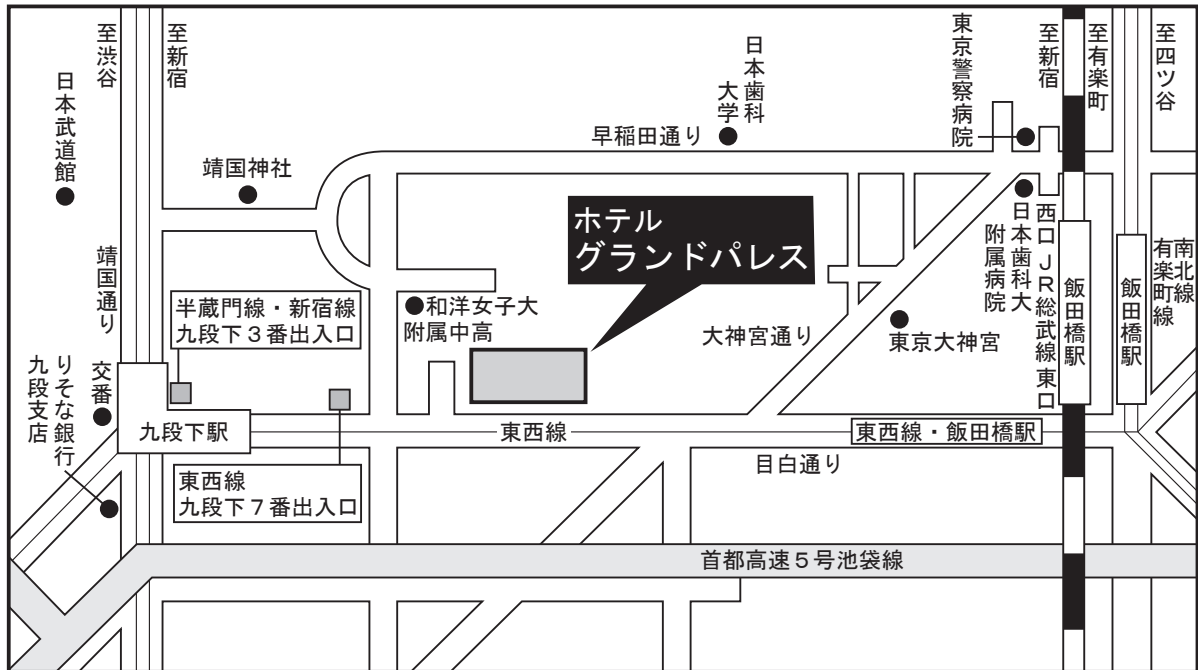 至渋谷
至新宿
日本武道館
靖国神社
靖国通り
早稲田通り
日本歯科
大学
東京警察病院
至新宿
至有楽町
至四ツ谷
ホテル
グランドパレス
半蔵門線・新宿線
九段下3番出入口
交番
りそな銀行
九段支店
九段下駅
東西線
九段下7番出入口
●和洋女子大
附属中高
大神宮通り
東京大神宮
日本歯科大
附属病院
西口 JR総武線 東口
飯田橋駅
飯田橋駅
南北線
有楽町線
東西線
東西線・飯田橋駅
目白通り
首都高速5号池袋線